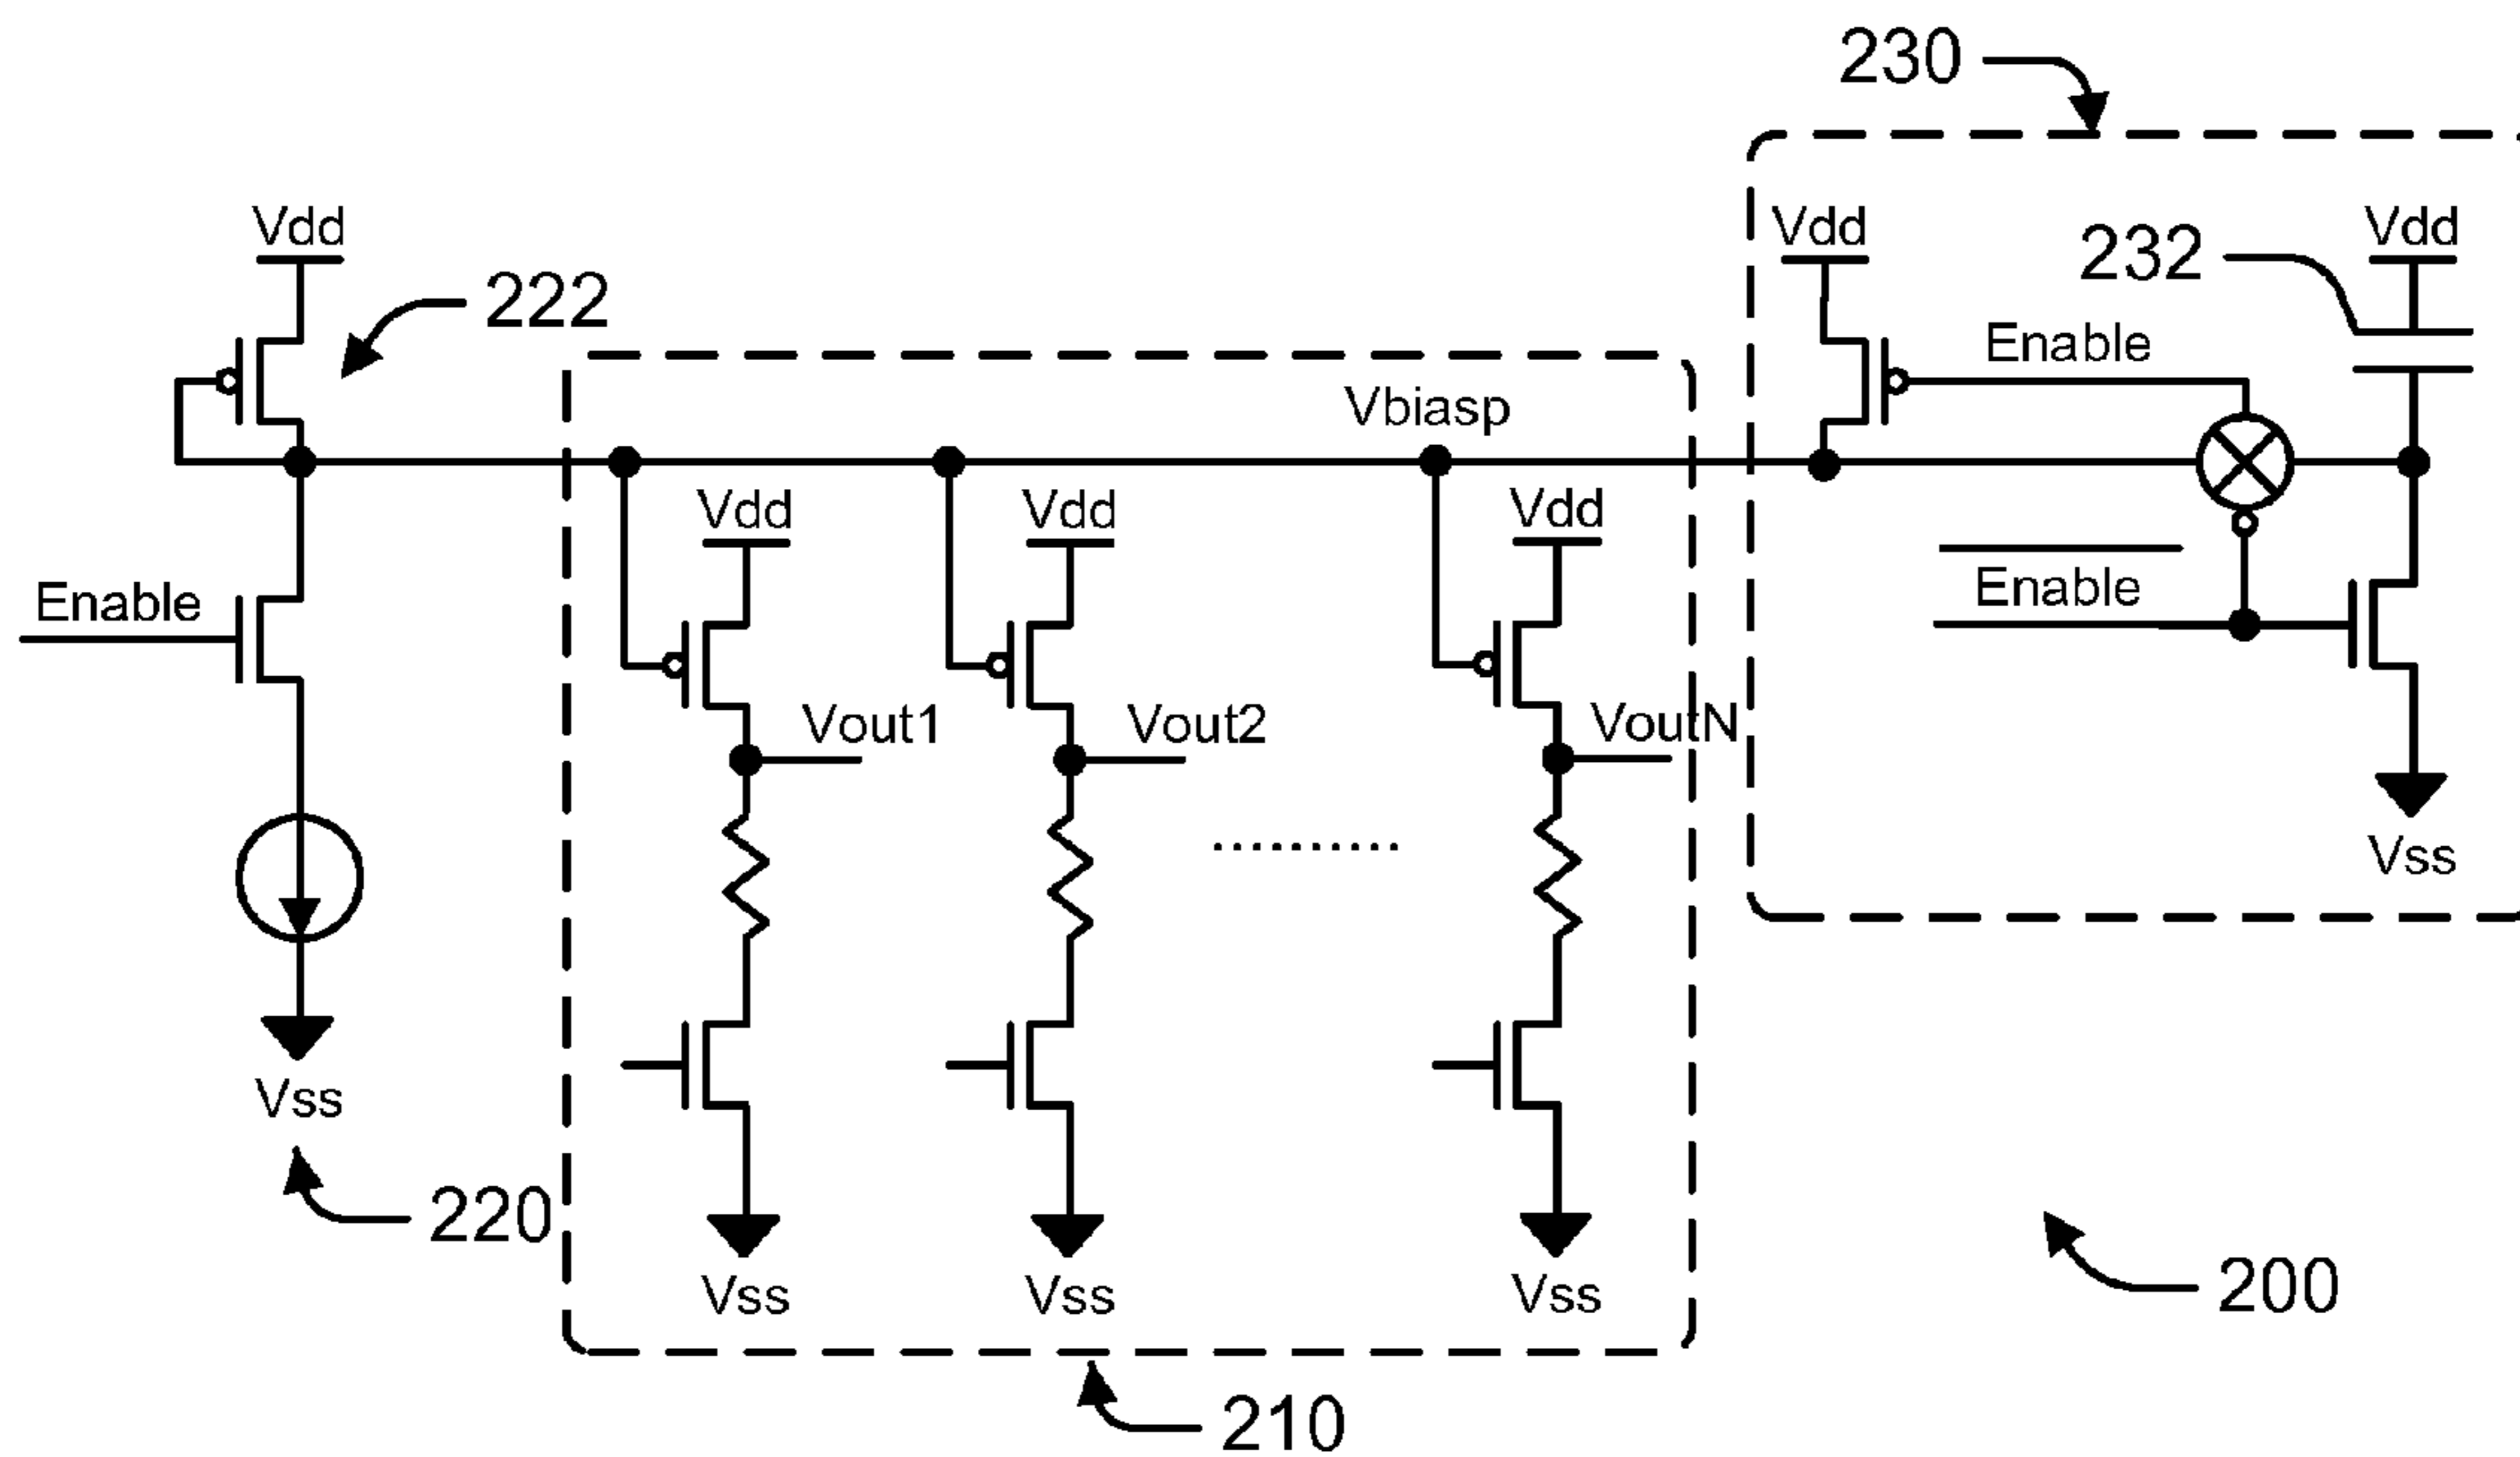 230
Vdd
Vdd
232
Vdd
222
Enable
Vbiasp
Vdd
Vdd
Vdd
Enable
Enable
Vout1
Vout2
VoutN
Vss
Vss
220
Vss
Vss
Vss
200
210